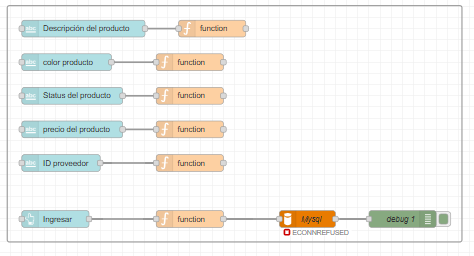 Descripción del producto
function
color producto
function
Status del producto
function
precio del producto
function
ID proveedor
function
Ingresar
function
Mysql
debug 1
ECONNREFUSED